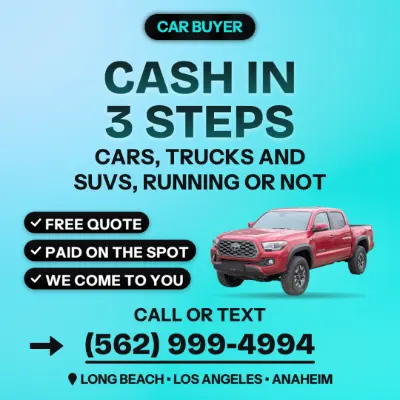 CAR BUYER
CASH IN
3 STEPS
CARS, TRUCKS AND
SUVS, RUNNING OR NOT
✓ FREE QUOTE
✓ PAID ON THE SPOT
✓ WE COME TO YOU
CALL OR TEXT
→ (562) 999-4994
LONG BEACH • LOS ANGELES • ANAHEIM